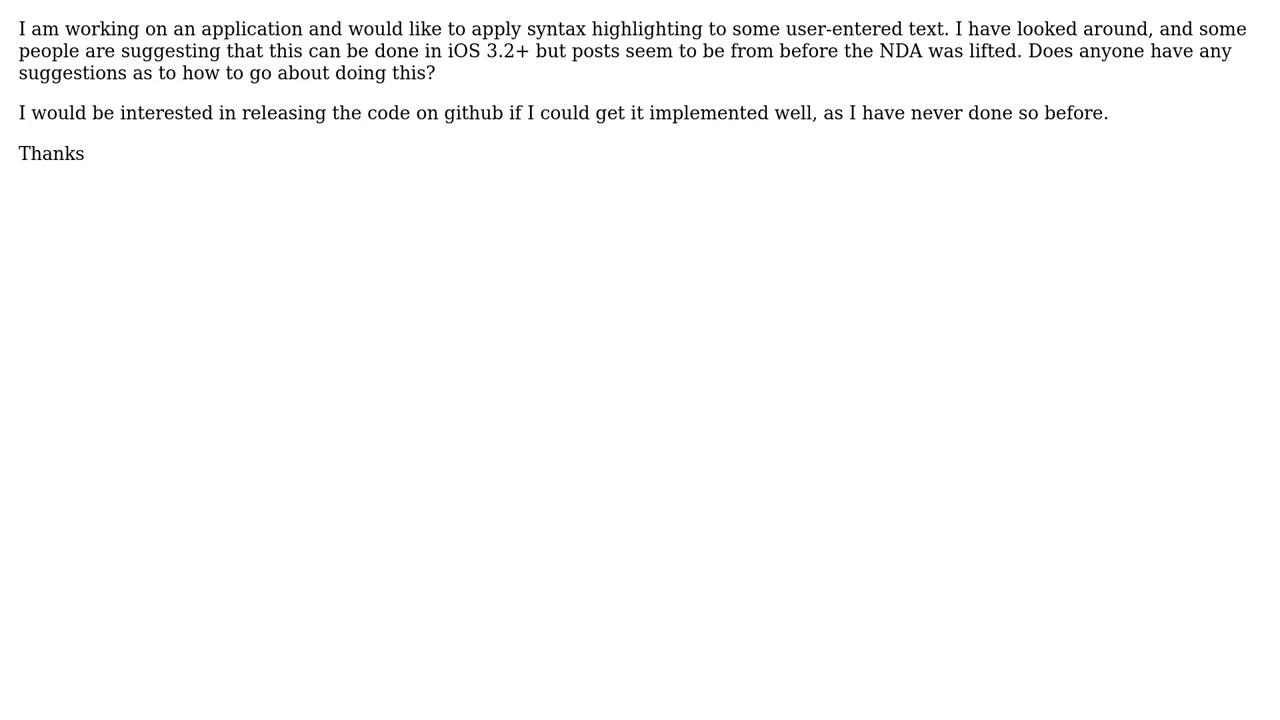 I am working on an application and would like to apply syntax highlighting to some user-entered text. I have looked around, and some
people are suggesting that this can be done in iOS 3.2+ but posts seem to be from before the NDA was lifted. Does anyone have any
suggestions as to how to go about doing this?
I would be interested in releasing the code on github if I could get it implemented well, as I have never done so before.
Thanks